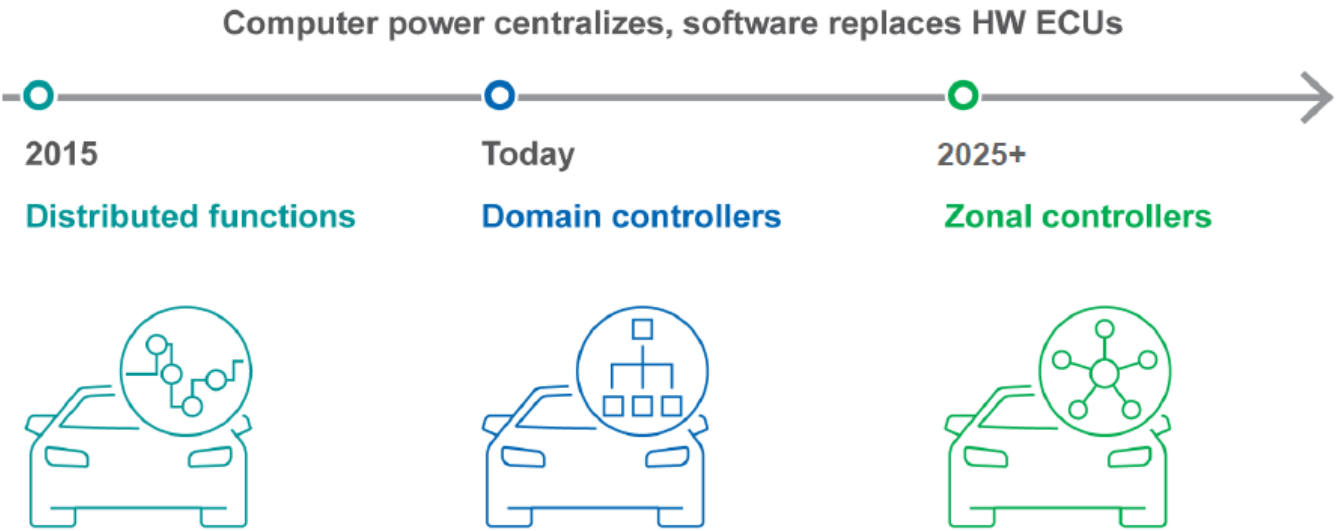 Computer power centralizes, software replaces HW ECUs
2015
Today
2025+
Distributed functions
Domain controllers
Zonal controllers